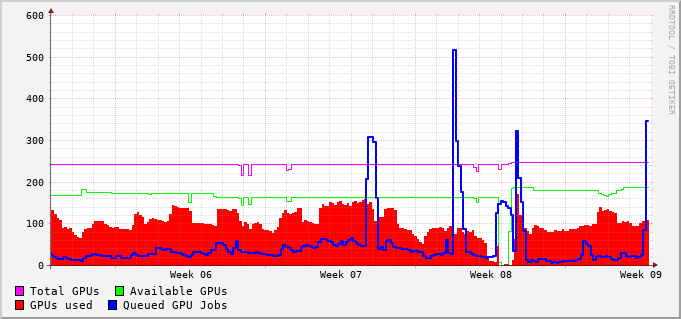 600
500
400
300
200
100
0
Week 06 Week 07 Week 08 Week 09
Total GPUs Available GPUs
GPUs used Queued GPU Jobs
RRDTOOL / TOBI OETIKER